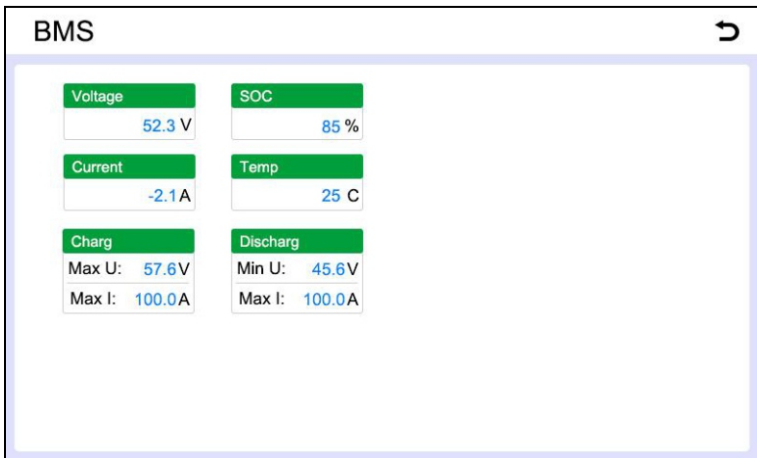 BMS
Voltage SOC
52.3 V 85 %
Current Temp
-2.1 A 25 C
Charg Discharg
Max U: 57.6 V Min U: 45.6 V
Max I: 100.0 A Max I: 100.0 A